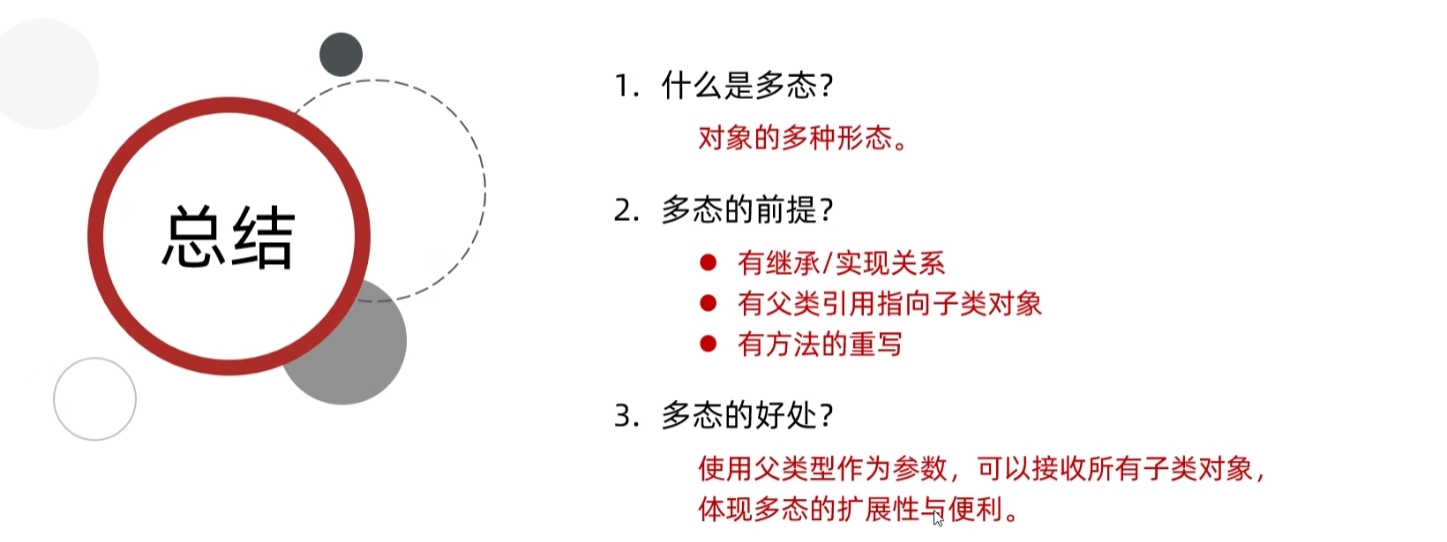 总结
1. 什么是多态？
对象的多种形态。
2. 多态的前提？
有继承/实现关系
有父类引用指向子类对象
有方法的重写
3. 多态的好处？
使用父类型作为参数，可以接收所有子类对象，
体现多态的扩展性与便利。